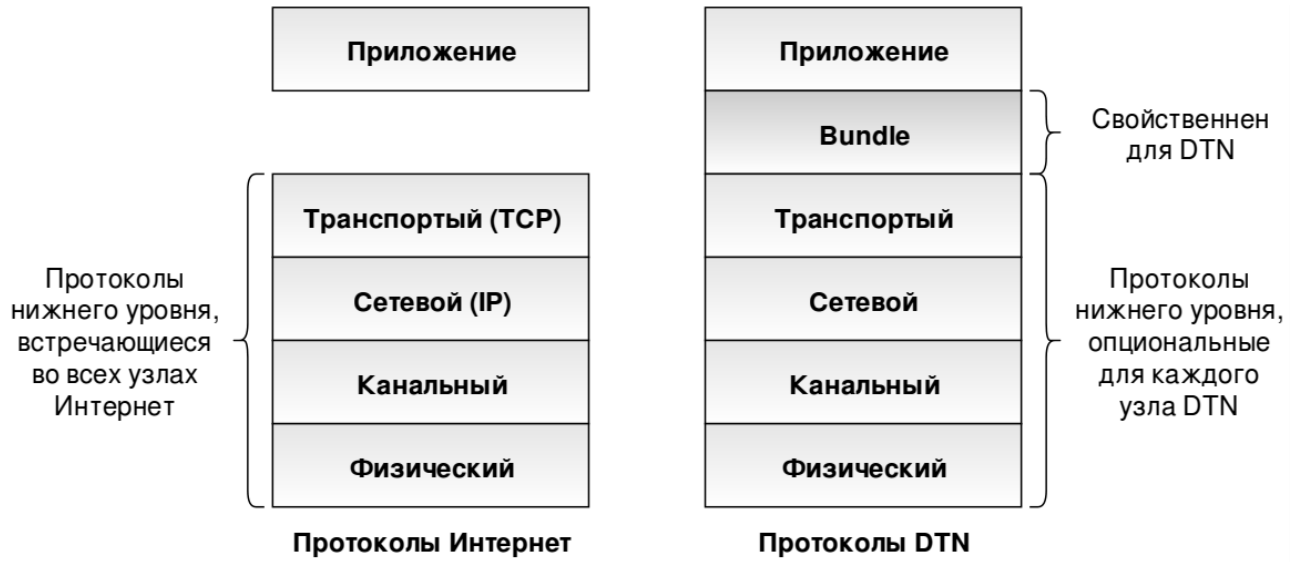 Приложение
Транспортый (TCP)
Сетевой (IP)
Канальный
Физический
Протоколы
нижнего уровня,
встречающиеся
во всех узлах
Интернет
Протоколы Интернет
Приложение
Bundle
Транспортый
Сетевой
Канальный
Физический
Свойственнен
для DTN
Протоколы
нижнего уровня,
опциональные
для каждого
узла DTN
Протоколы DTN